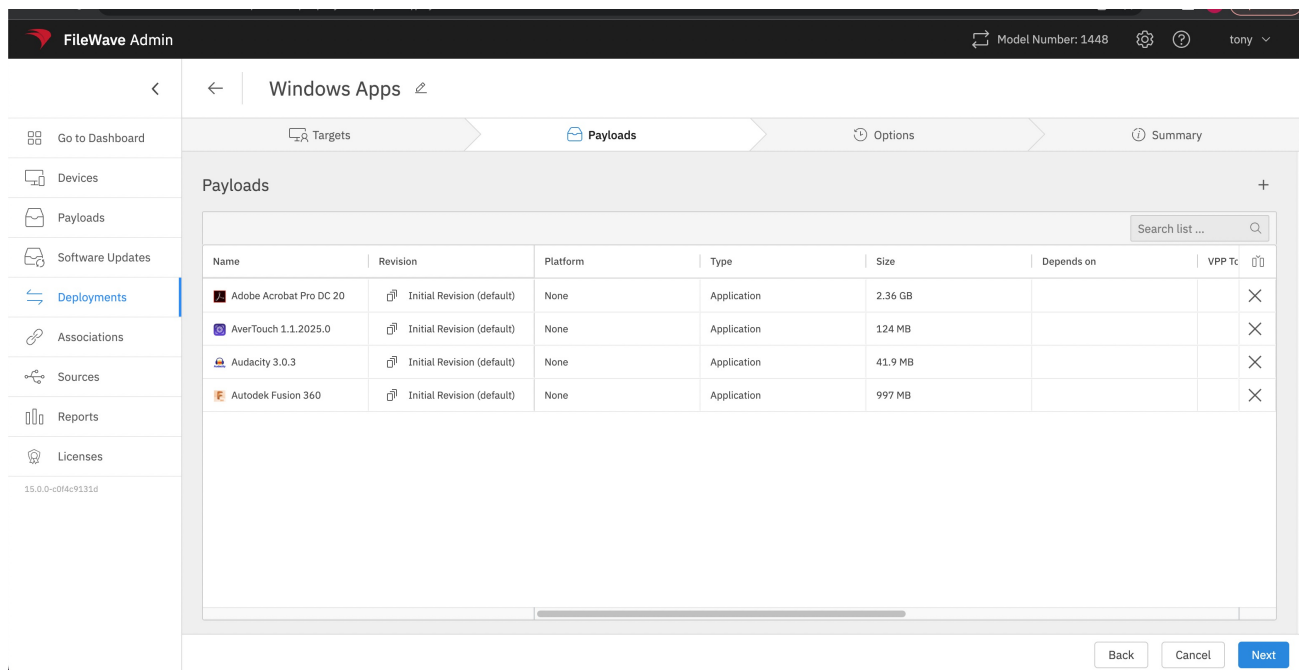 FileWave Admin
Model Number: 1448
tony
Windows Apps
Go to Dashboard
Devices
Payloads
Software Updates
Deployments
Associations
Sources
Reports
Licenses
15.0.0-c0f4c9131d
Targets
Payloads
Options
Summary
Payloads
Search list ...
Name Revision Platform Type Size Depends on VPP Tc
Adobe Acrobat Pro DC 20 Initial Revision (default) None Application 2.36 GB
AverTouch 1.1.2025.0 Initial Revision (default) None Application 124 MB
Audacity 3.0.3 Initial Revision (default) None Application 41.9 MB
Autodek Fusion 360 Initial Revision (default) None Application 997 MB
Back Cancel Next